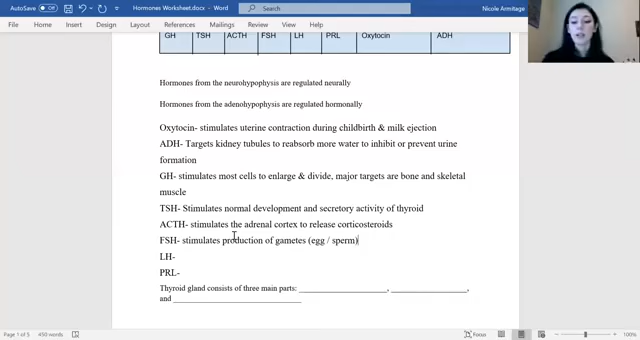 AutoSave Off Hormones Worksheet.docx - Word Nicole Armitage
File Home Insert Design Layout References Mailings Review View Help
GH TSH ACTH FSH LH PRL Oxytocin ADH
Hormones from the neurohypophysis are regulated neurally
Hormones from the adenohypophysis are regulated hormonally
Oxytocin- stimulates uterine contraction during childbirth & milk ejection
ADH- Targets kidney tubules to reabsorb more water to inhibit or prevent urine
formation
GH- stimulates most cells to enlarge & divide, major targets are bone and skeletal
muscle
TSH- Stimulates normal development and secretory activity of thyroid
ACTH- stimulates the adrenal cortex to release corticosteroids
FSH- stimulates production of gametes (egg / sperm)
LH-
PRL-
Thyroid gland consists of three main parts: ________________________, ________________,
and ____________________________
Page 1 of 5 450 words Focus 100%